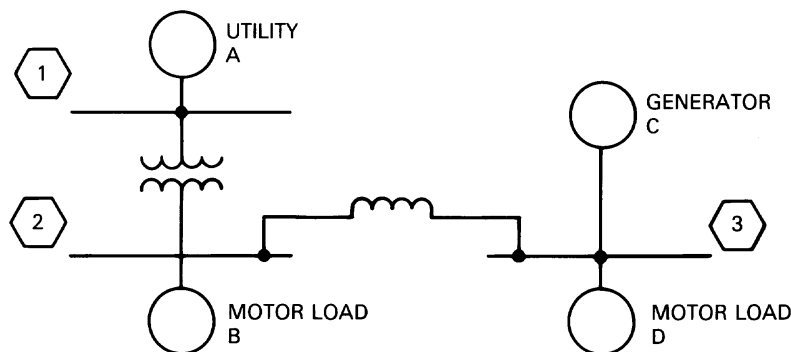 UTILITY
A
1
GENERATOR
C
2
3
MOTOR LOAD
B
MOTOR LOAD
D